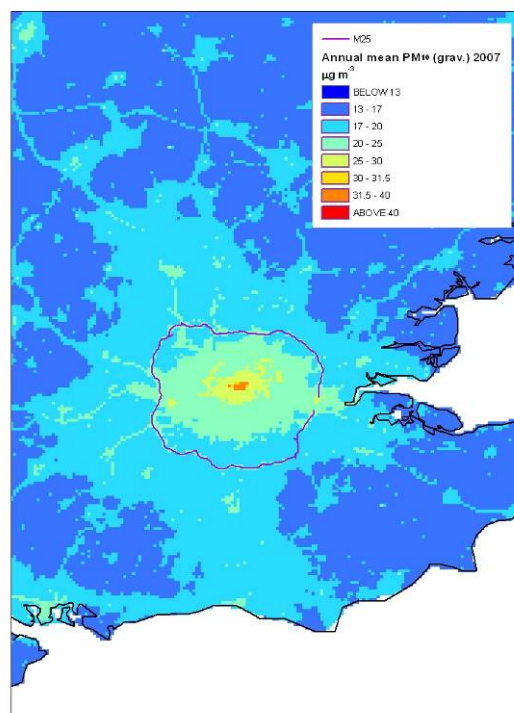 M25
Annual mean PM10 (grav.) 2007
µg m-3
BELOW 13
13 - 17
17 - 20
20 - 25
25 - 30
30 - 31.5
31.5 - 40
ABOVE 40